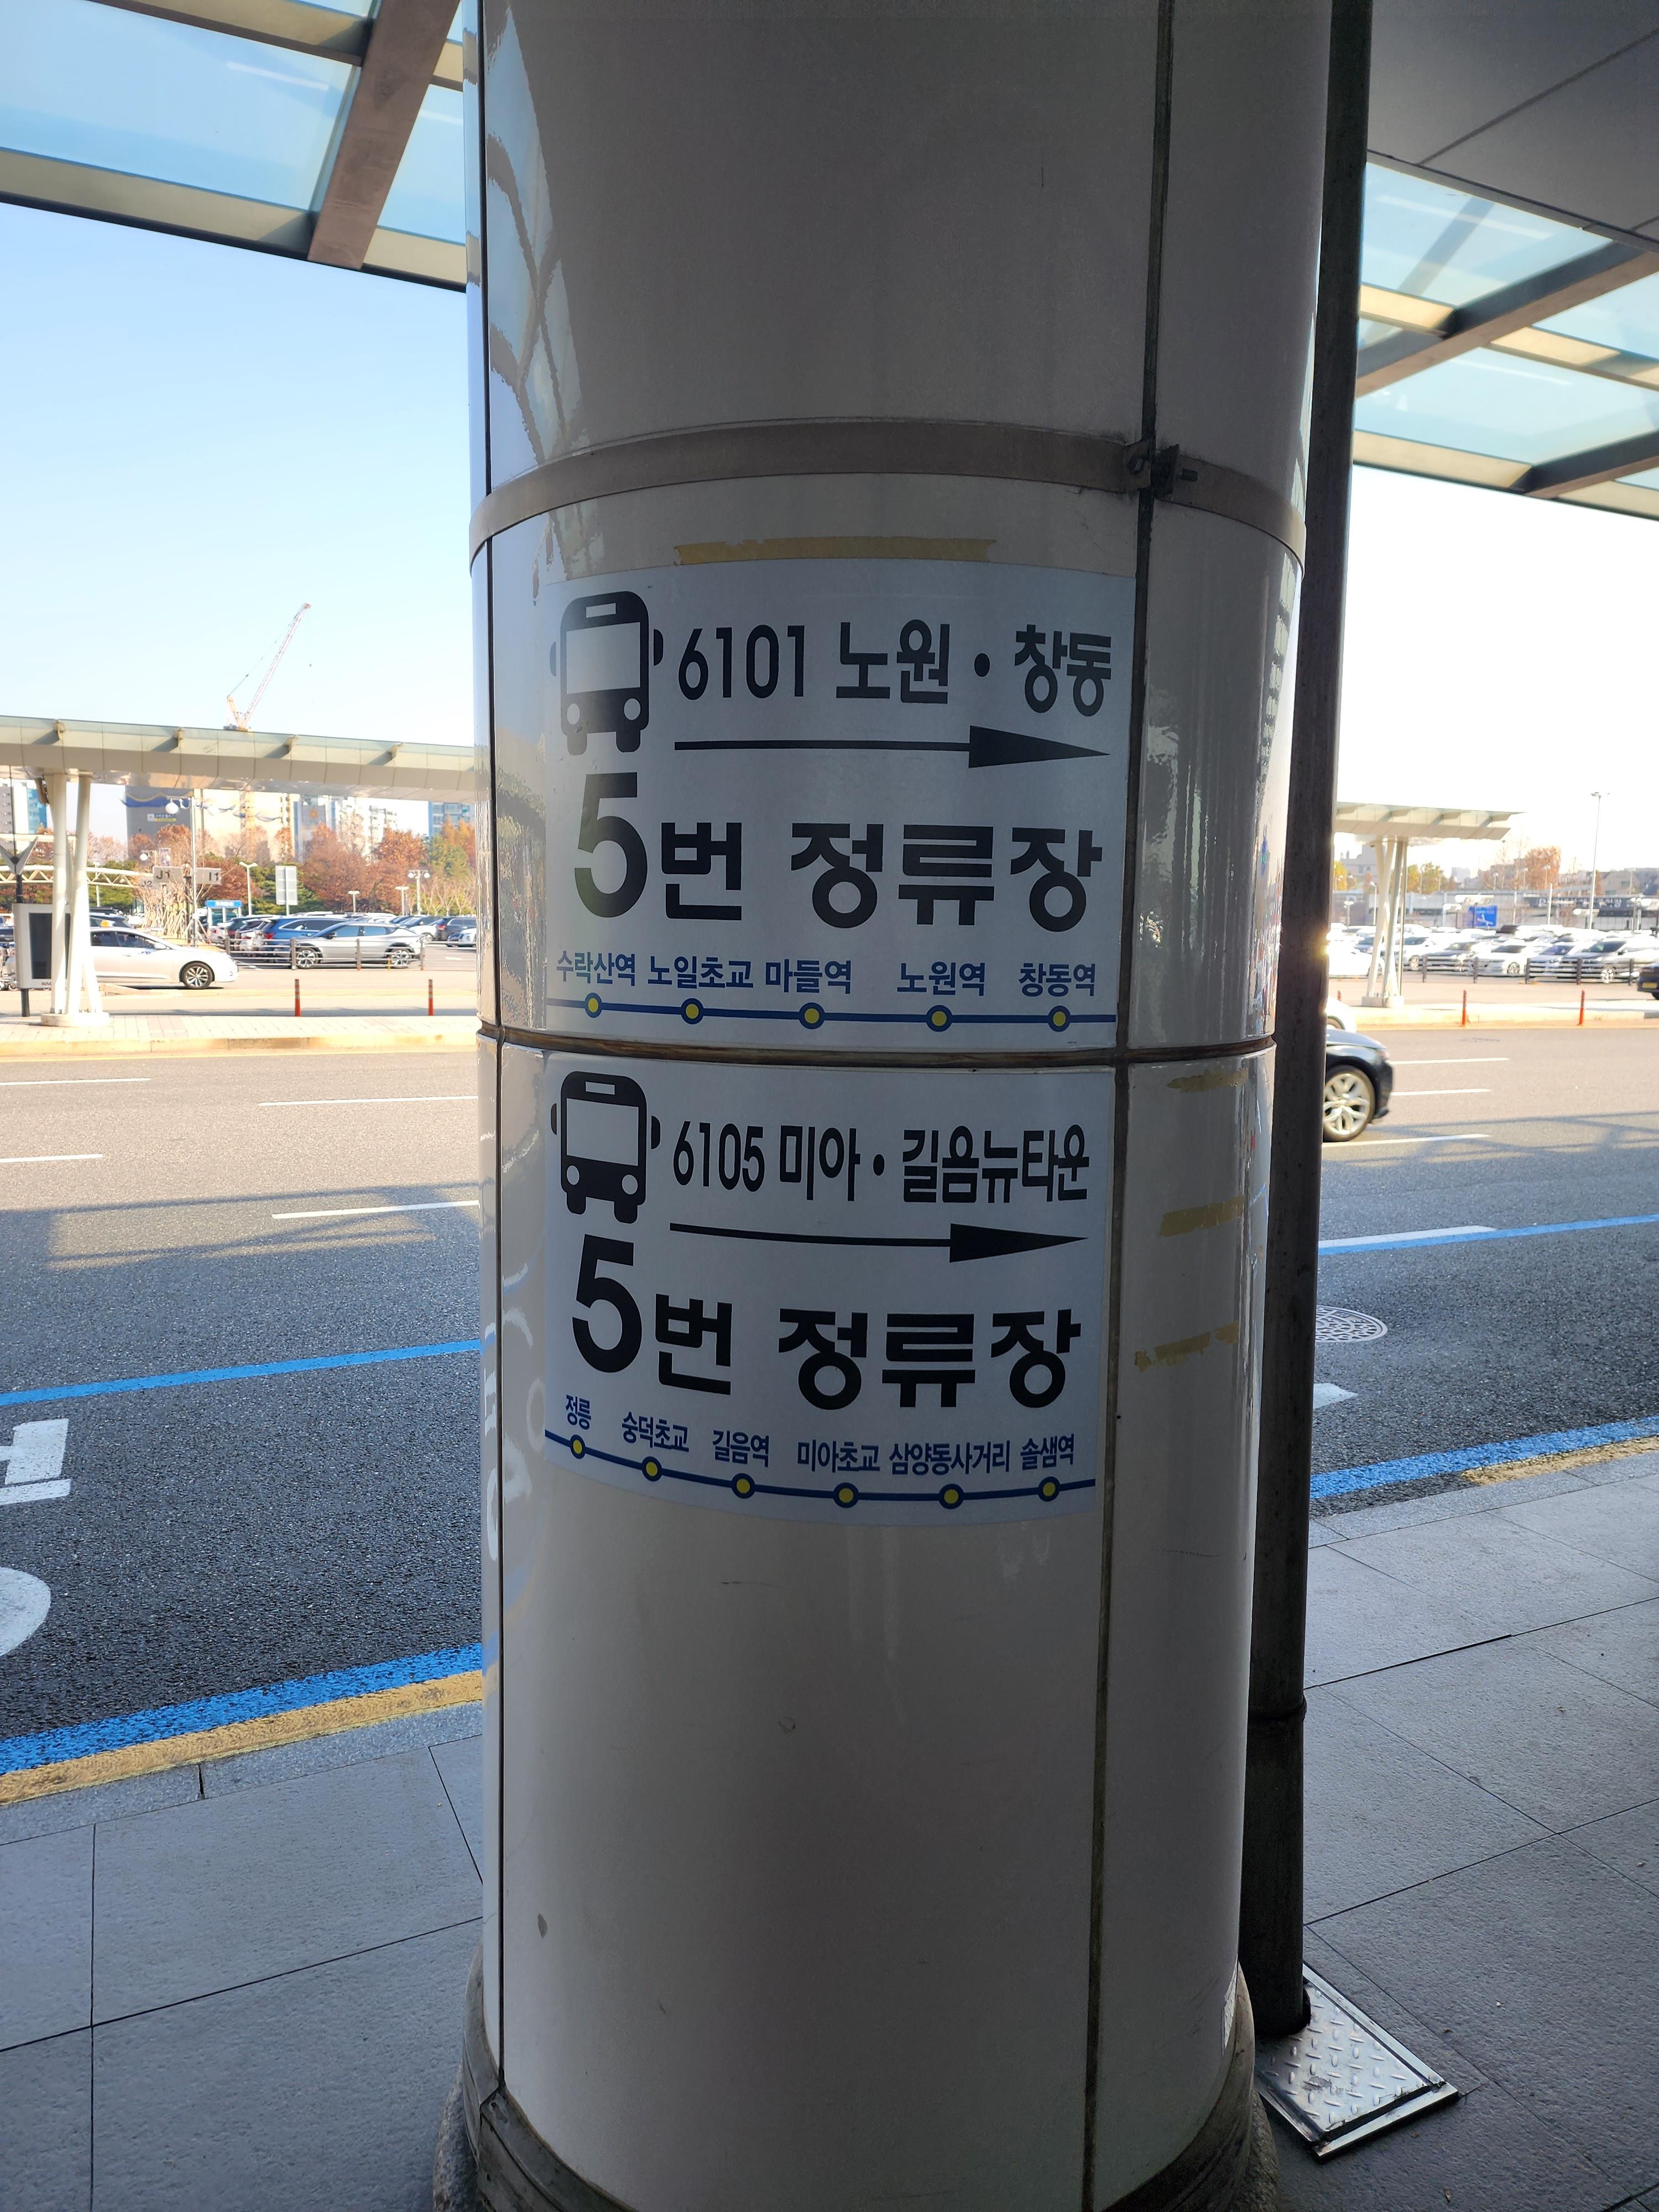 6101 노원 · 창동
5번 정류장
수락산역 노일초교 마들역 노원역 창동역
6105 미아 · 길음뉴타운
5번 정류장
정릉 숭덕초교 길음역 미아초교 삼양동사거리 솔샘역
J1
J2
I1